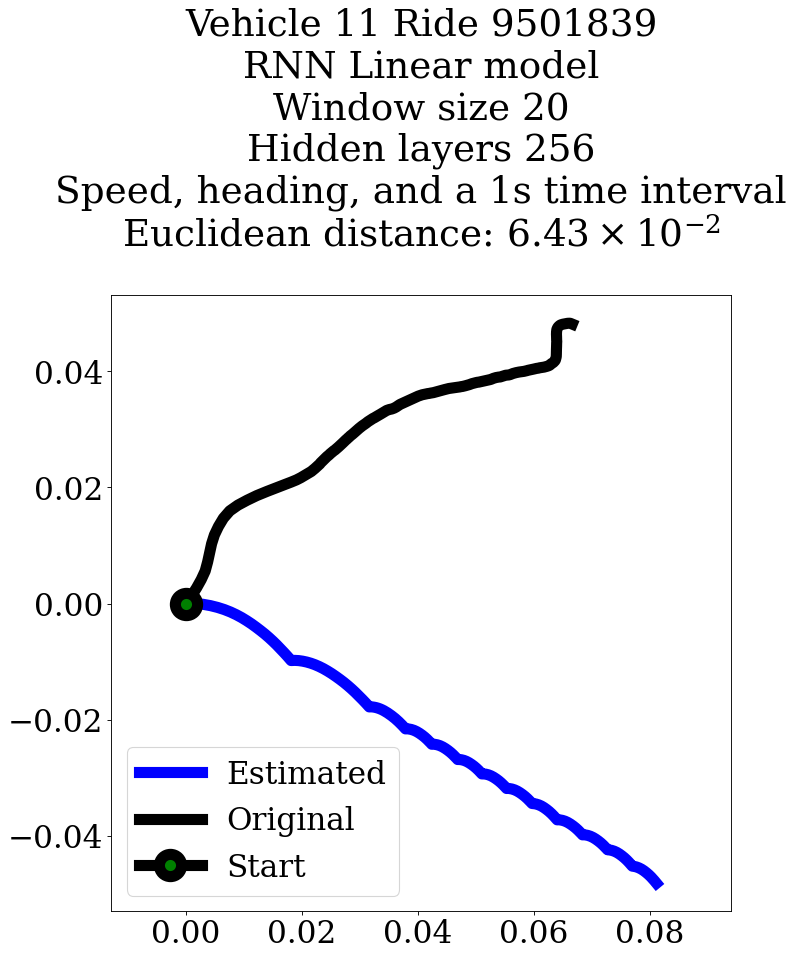 Vehicle 11 Ride 9501839
RNN Linear model
Window size 20
Hidden layers 256
Speed, heading, and a 1s time interval
Euclidean distance: 6.43 × 10⁻²
0.04
0.02
0.00
−0.02
−0.04
Estimated
Original
Start
0.00 0.02 0.04 0.06 0.08